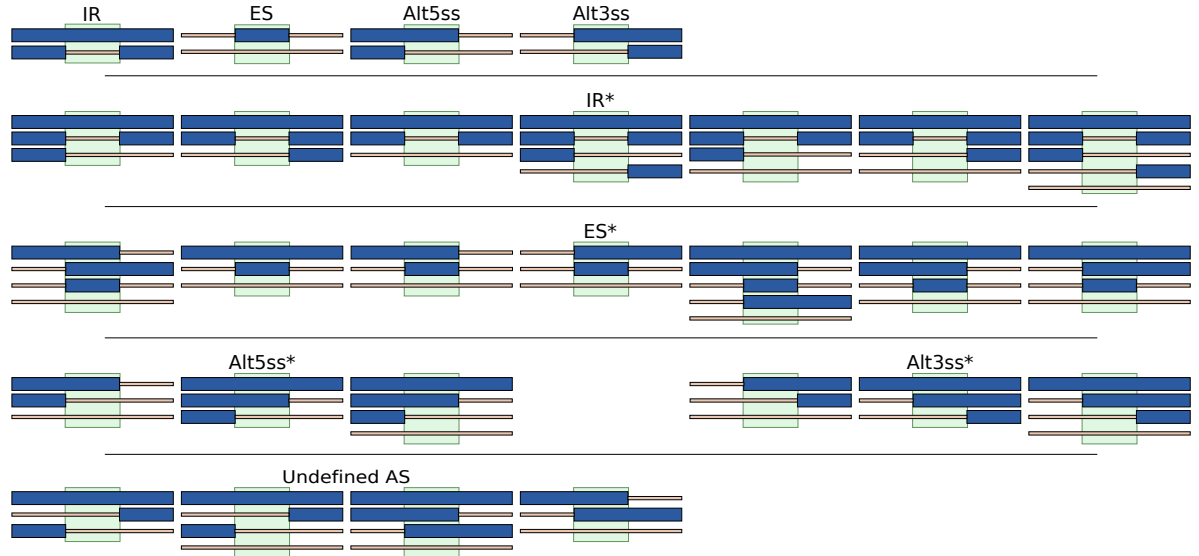 IR ES Alt5ss Alt3ss
IR*
ES*
Alt5ss* Alt3ss*
Undefined AS